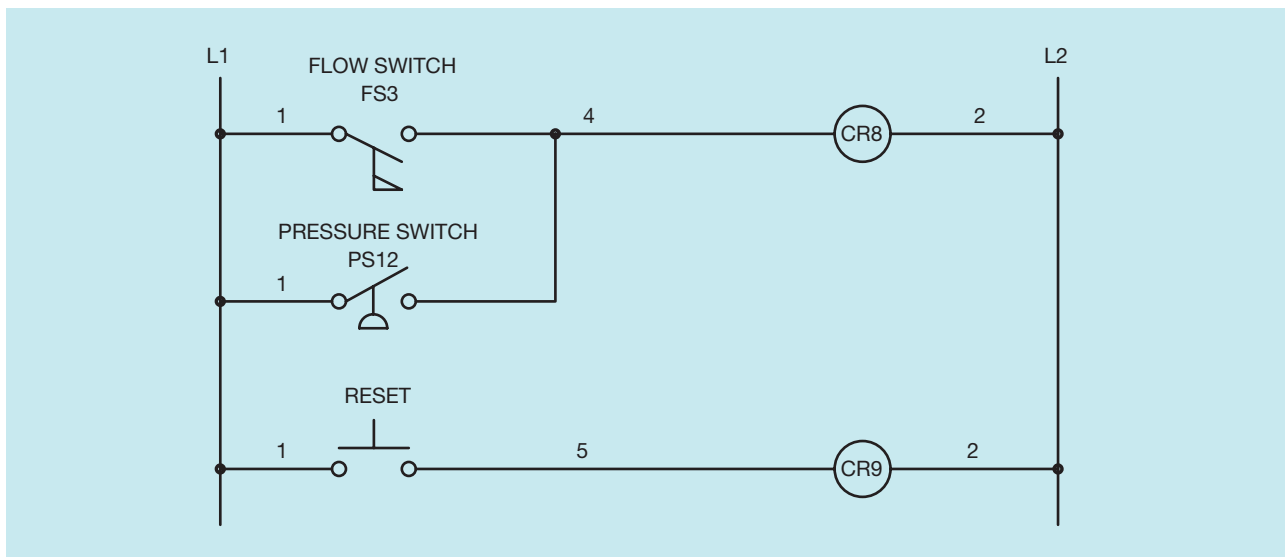 L1
L2
FLOW SWITCH
FS3
1
4
CR8
2
PRESSURE SWITCH
PS12
1
RESET
1
5
CR9
2